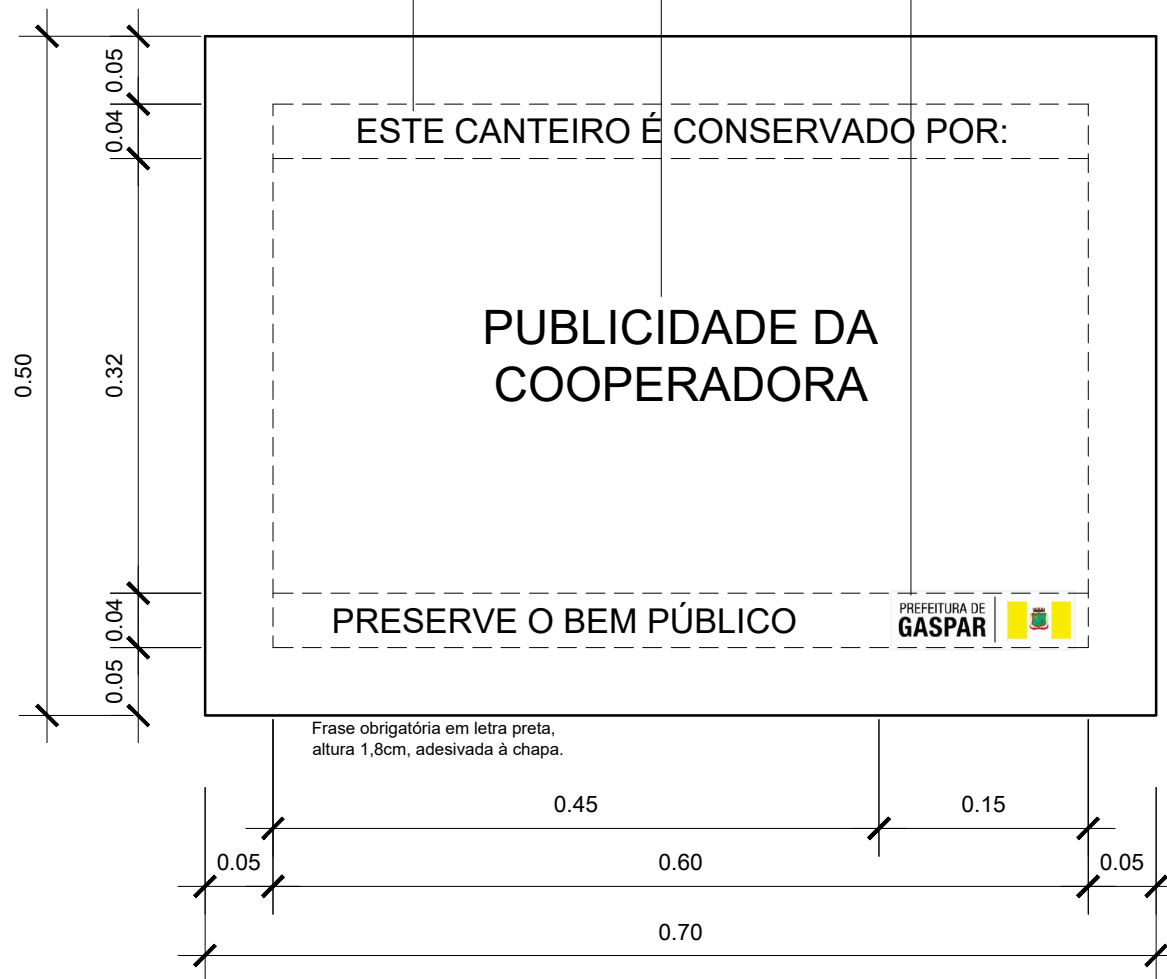 0.05
0.04
ESTE CANTEIRO É CONSERVADO POR:
0.50
0.32
PUBLICIDADE DA
COOPERADORA
0.04
PRESERVE O BEM PÚBLICO
PREFEITURA DE
GASPAR
0.05
Frase obrigatória em letra preta,
altura 1,8cm, adesivada à chapa.
0.45
0.15
0.05
0.60
0.05
0.70